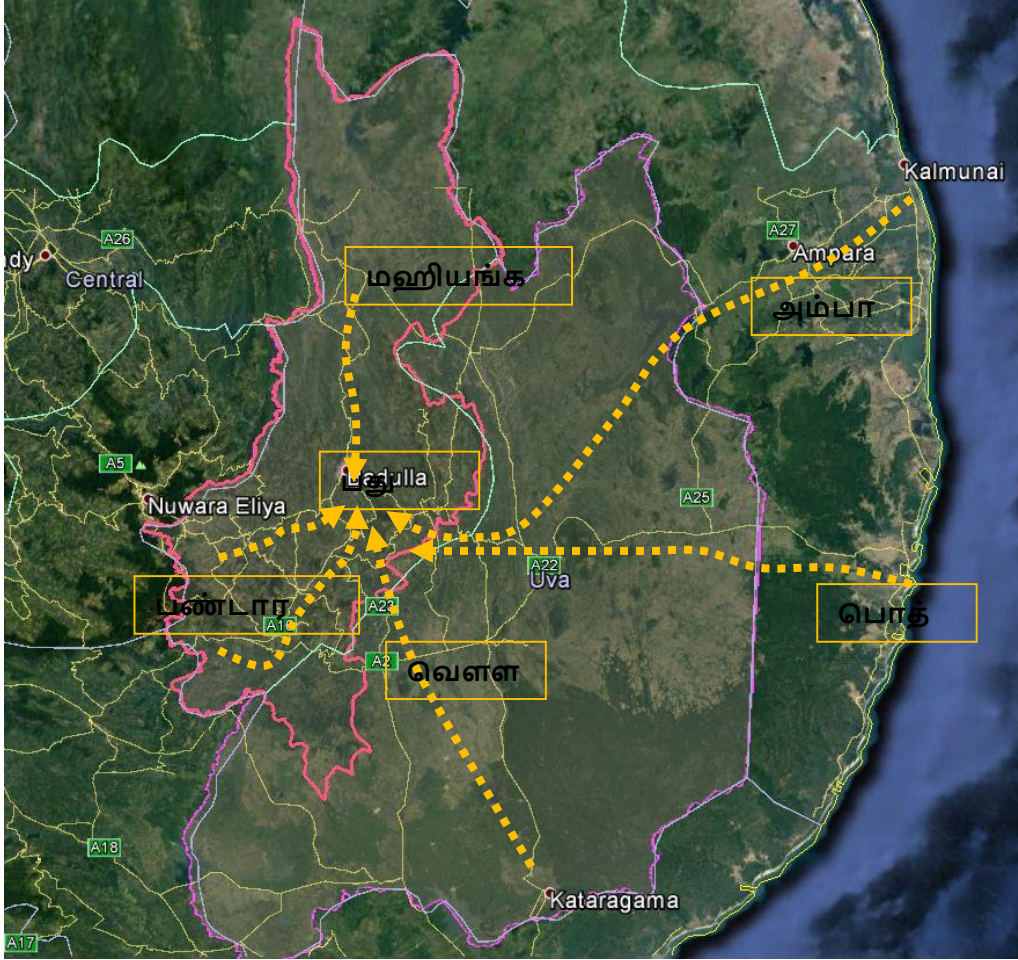 Kalmunai
A27
A26
dy
Ampara
Central
மஹியங்க
அம்பா
A5
Badulla
பது
Nuwara Eliya
A25
A22
Uva
பண்டார
A23
பொத்
A2
வெள
A18
Kataragama
A17